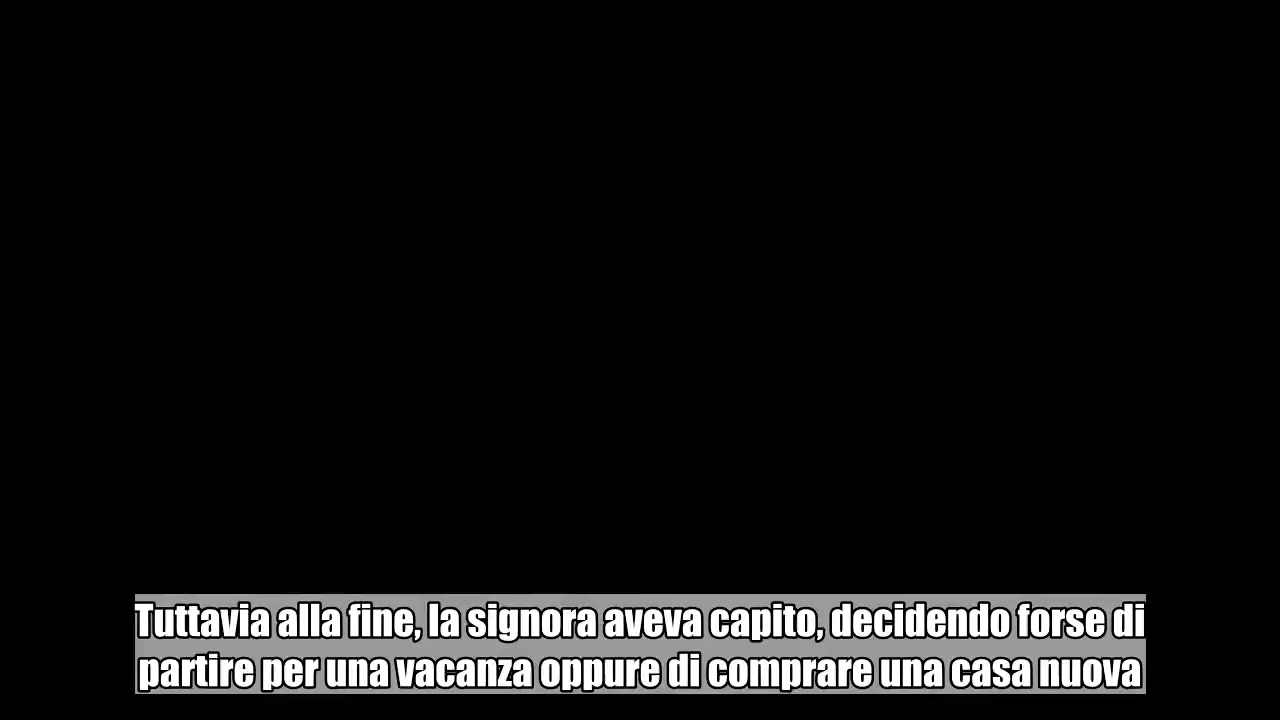 Tuttavia alla fine, la signora aveva capito, decidendo forse di
partire per una vacanza oppure di comprare una casa nuova